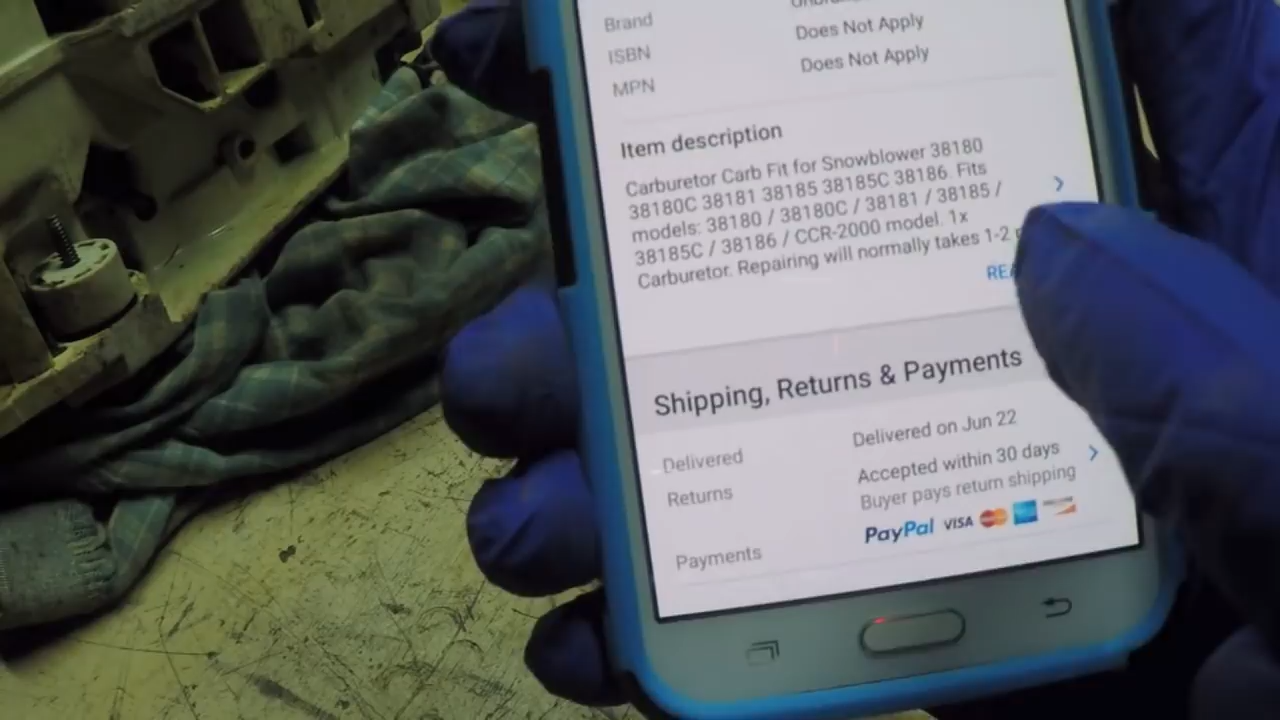 Brand
Does Not Apply
ISBN
Does Not Apply
MPN
Item description
Carburetor Carb Fit for Snowblower 38180
38180C 38181 38185 38185C 38186. Fits
models: 38180 / 38180C / 38181 / 38185 /
38185C / 38186 / CCR-2000 model. 1x
Carburetor. Repairing will normally takes 1-2
Shipping, Returns & Payments
Delivered Delivered on Jun 22
Returns Accepted within 30 days
Buyer pays return shipping
Payments PayPal VISA